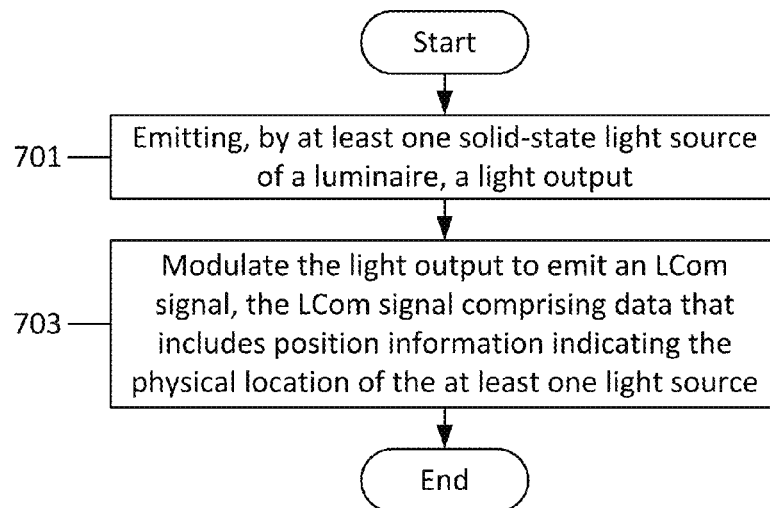 Start
701
Emitting, by at least one solid-state light source
of a luminaire, a light output
703
Modulate the light output to emit an LCom
signal, the LCom signal comprising data that
includes position information indicating the
physical location of the at least one light source
End